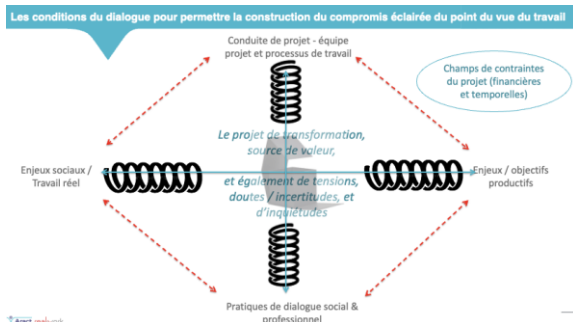 Les conditions du dialogue pour permettre la construction du compromis éclairée du point du vue du travail
Conduite de projet - équipe
projet et processus de travail
Champs de contraintes
du projet (financières
et temporelles)
Le projet de transformation,
source de valeur,
Enjeux sociaux /
Travail réel
Enjeux / objectifs
productifs
et également de tensions,
doutes / incertitudes, et
d'inquiétudes
Pratiques de dialogue social &
professionnel